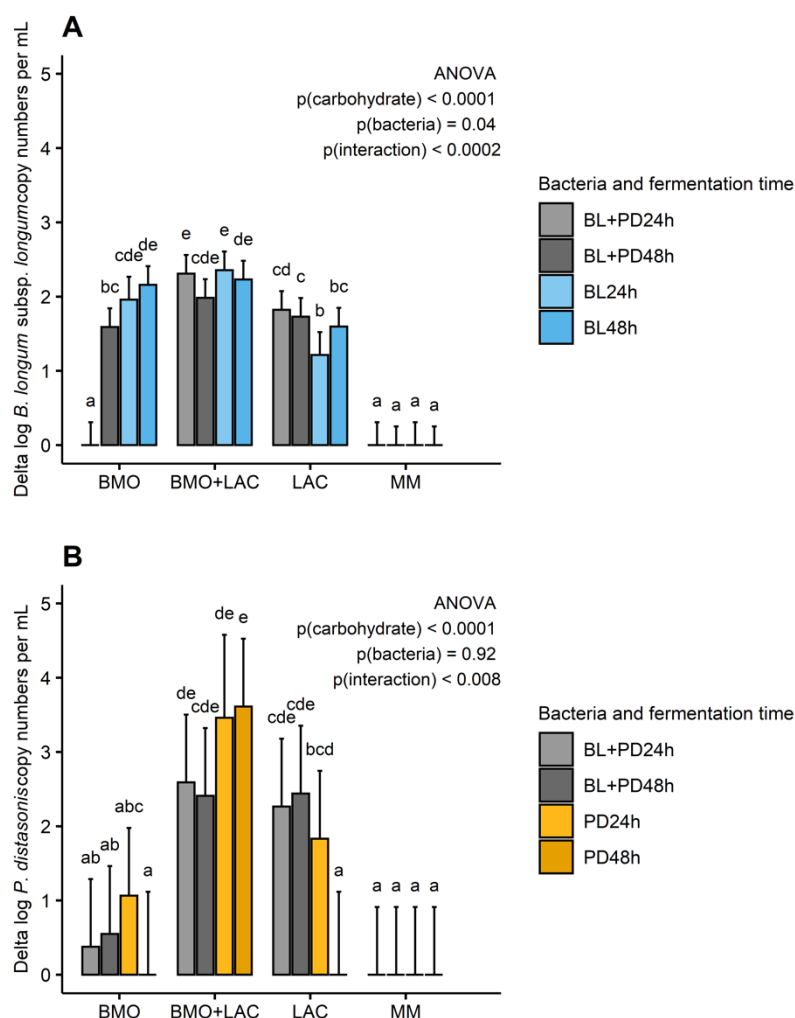 A
Delta log B. longum subsp. longumcopy numbers per mL
5
4
3
2
1
0
ANOVA
p(carbohydrate) < 0.0001
p(bacteria) = 0.04
p(interaction) < 0.0002
a
bc
cde
de
e
cde
e
de
cd
c
b
bc
a
a
a
a
BMO
BMO+LAC
LAC
MM
Bacteria and fermentation time
BL+PD24h
BL+PD48h
BL24h
BL48h
B
Delta log P. distasoniscopy numbers per mL
5
4
3
2
1
0
ANOVA
p(carbohydrate) < 0.0001
p(bacteria) = 0.92
p(interaction) < 0.008
ab
ab
abc
a
de
cde
de
e
cde
cde
bcd
a
a
a
a
a
BMO
BMO+LAC
LAC
MM
Bacteria and fermentation time
BL+PD24h
BL+PD48h
PD24h
PD48h